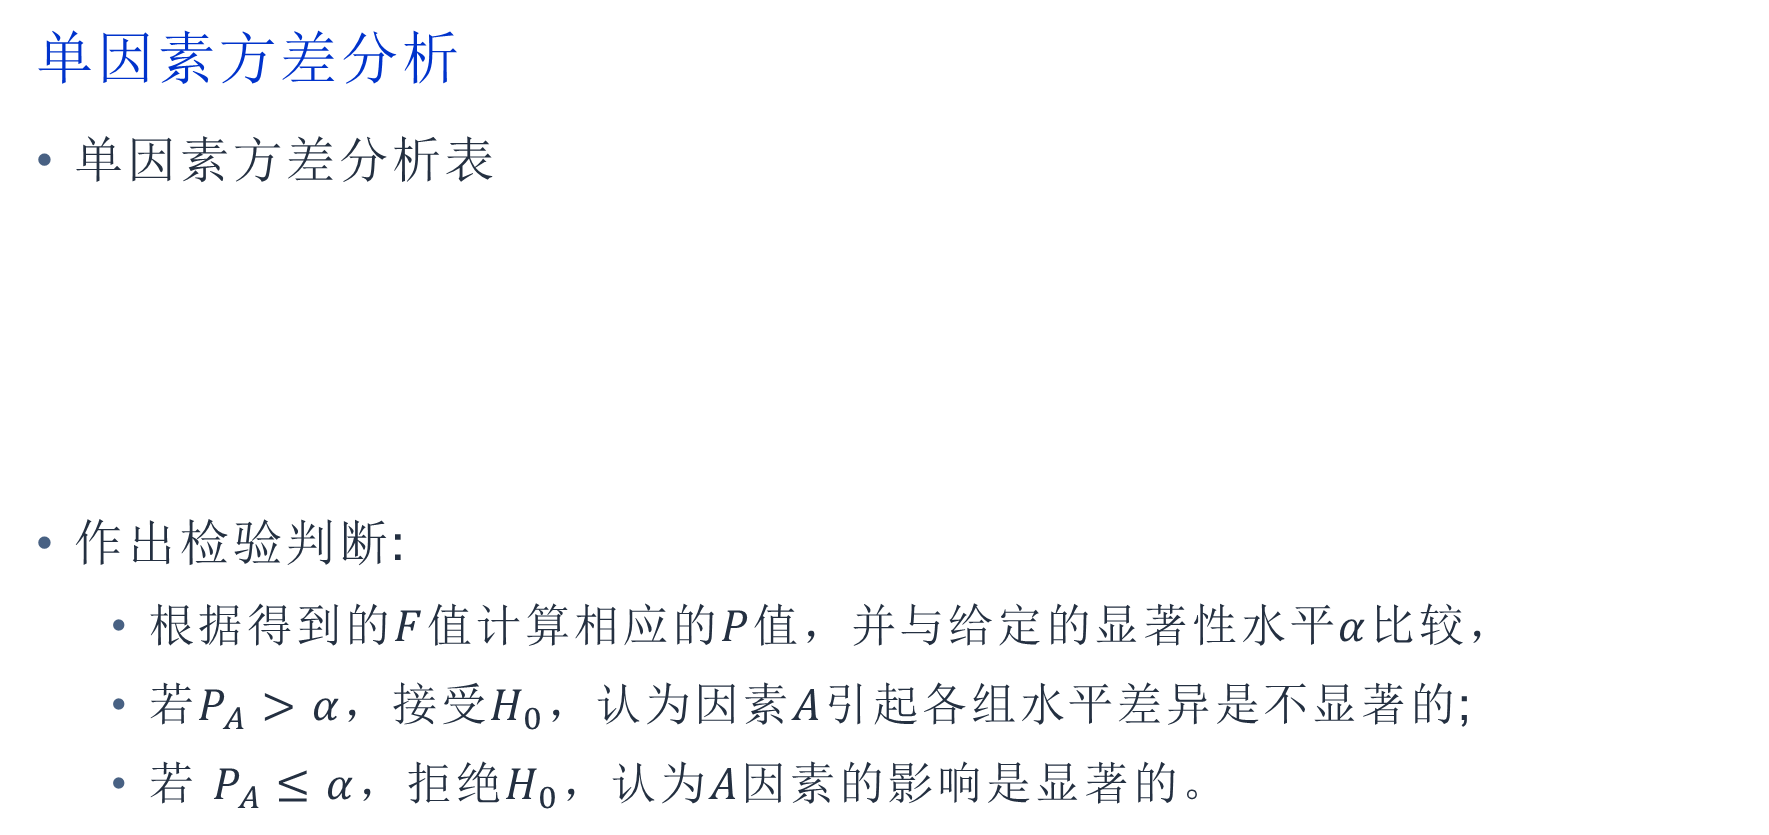 单因素方差分析
• 单因素方差分析表
• 作出检验判断:
• 根据得到的F值计算相应的P值，并与给定的显著性水平α比较，
• 若P_A > α，接受H_0，认为因素A引起各组水平差异是不显著的;
• 若 P_A ≤ α，拒绝H_0，认为A因素的影响是显著的。